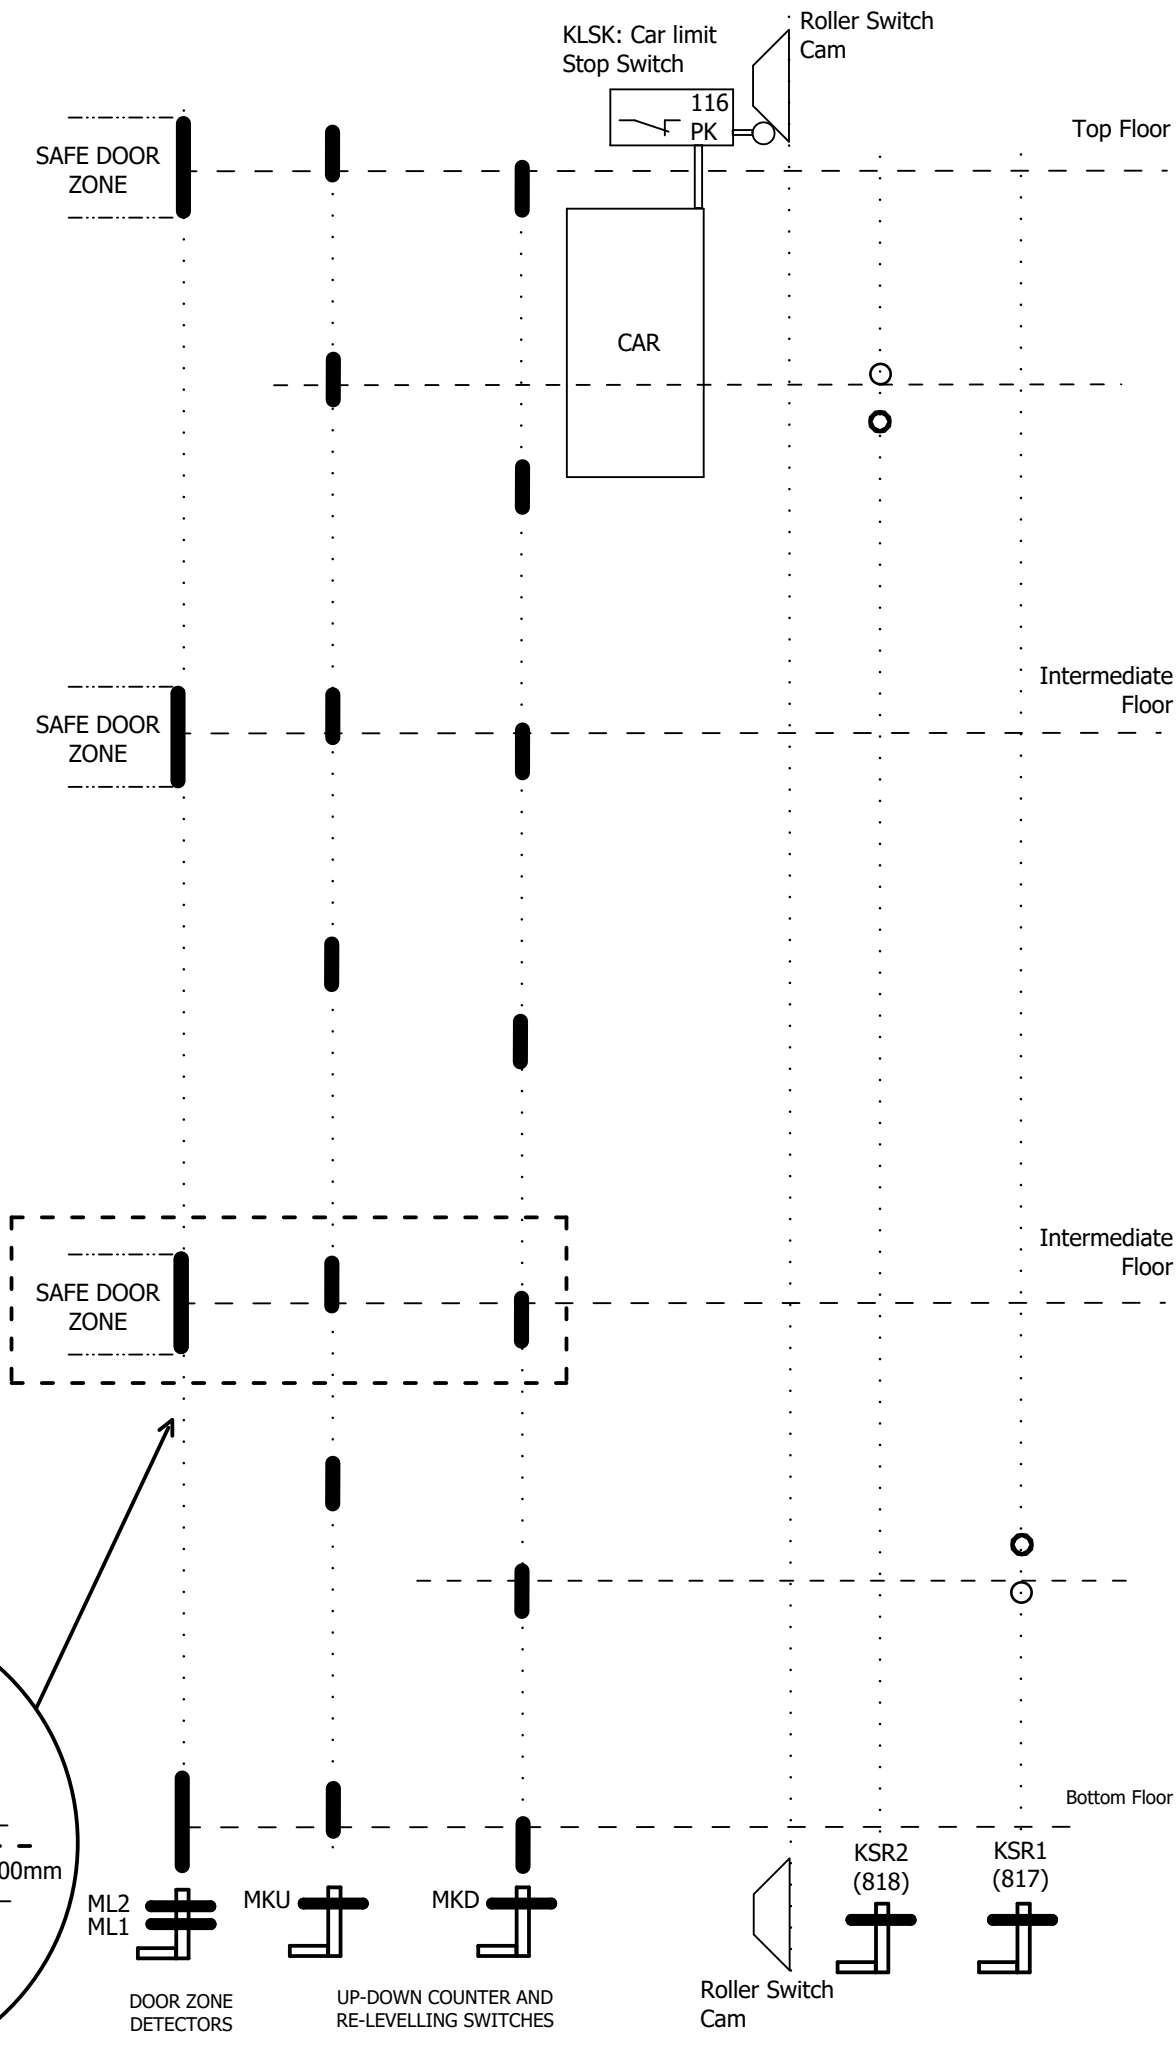 KLSK: Car limit
Stop Switch
Roller Switch
Cam
116
PK
Top Floor
SAFE DOOR
ZONE
CAR
Intermediate
Floor
SAFE DOOR
ZONE
Intermediate
Floor
SAFE DOOR
ZONE
Bottom Floor
00mm
ML2
ML1
MKU
MKD
KSR2
(818)
KSR1
(817)
DOOR ZONE
DETECTORS
UP-DOWN COUNTER AND
RE-LEVELLING SWITCHES
Roller Switch
Cam